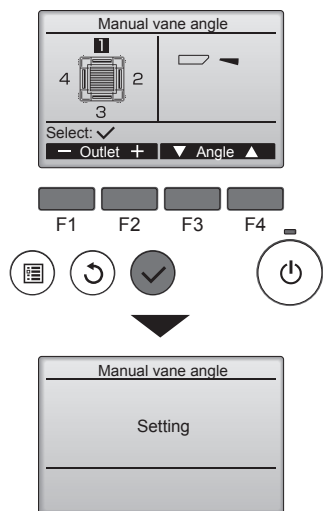 Manual vane angle
1
4 2
3
Select:
− Outlet + ▼ Angle ▲
F1 F2 F3 F4
Manual vane angle
Setting